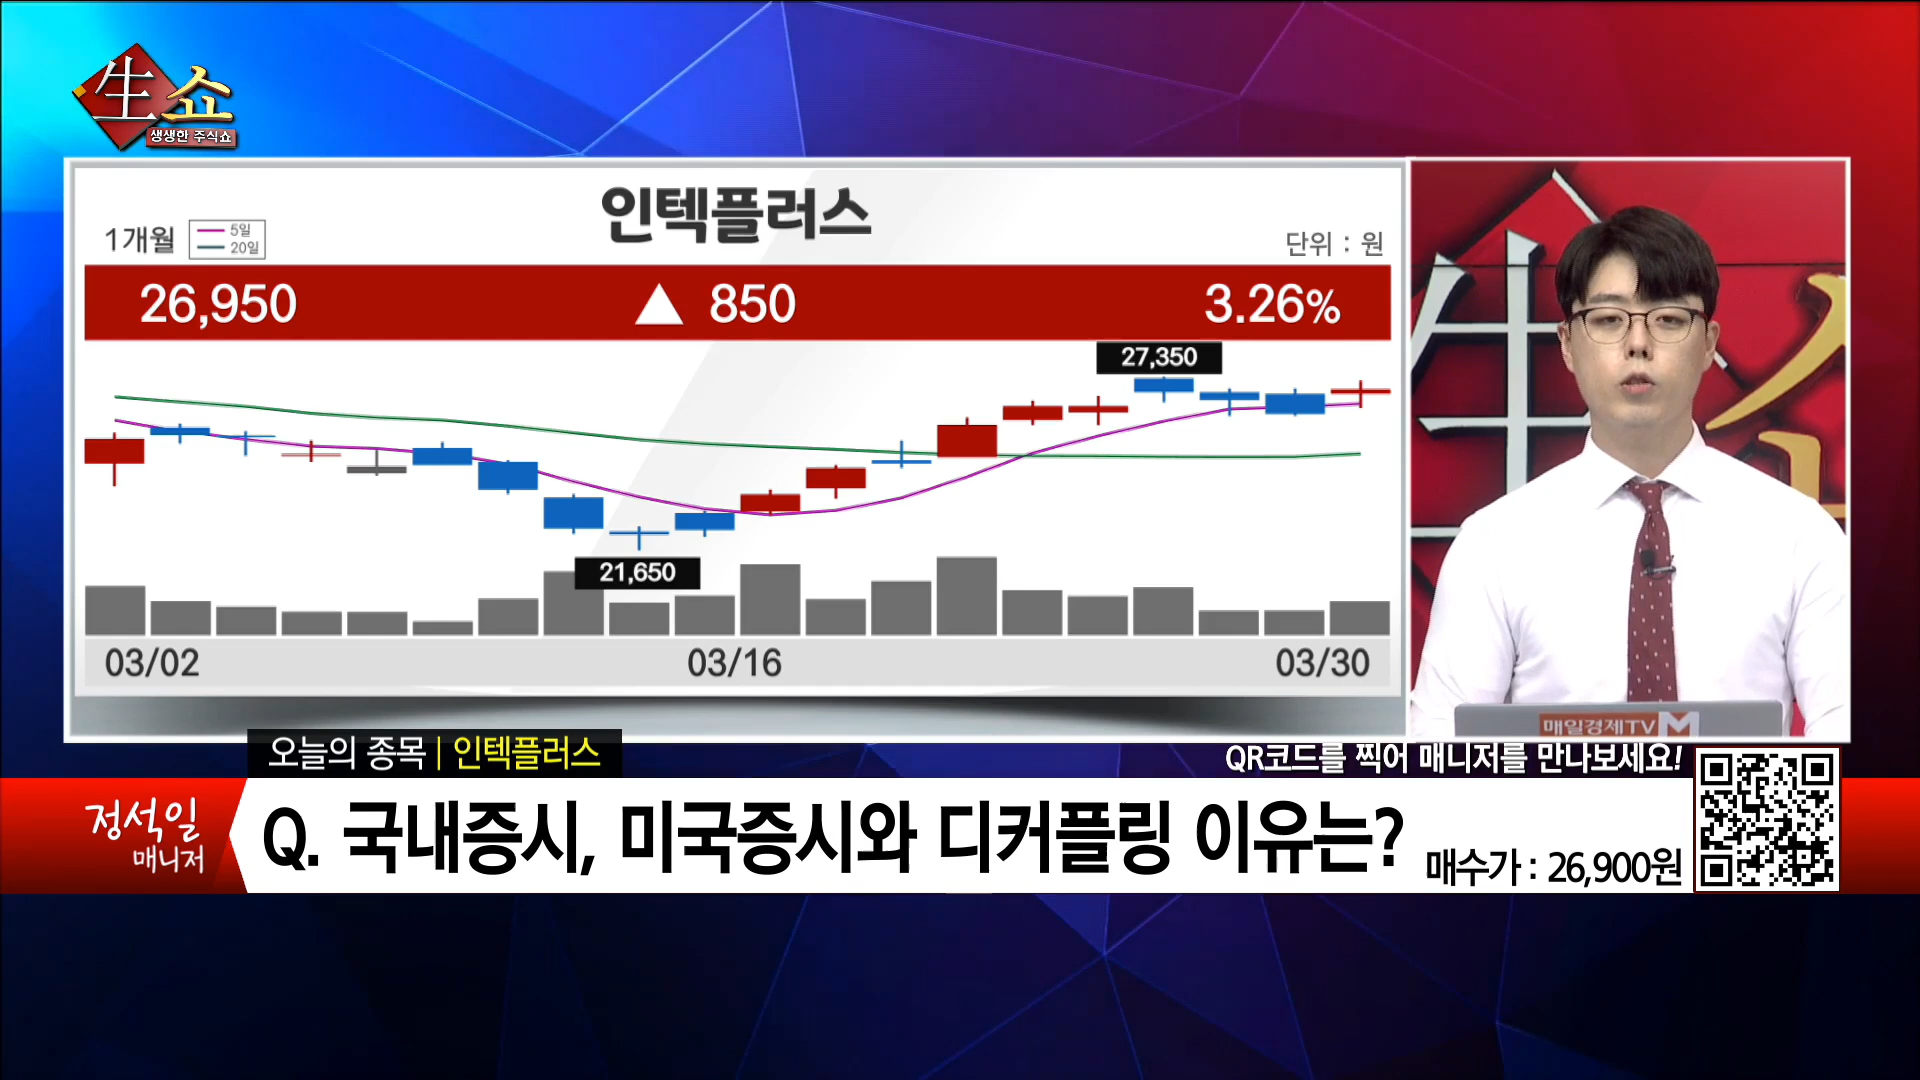 生쇼
생생한 주식쇼
인텍플러스
1개월
5일
20일
단위 : 원
26,950 ▲ 850 3.26%
27,350
21,650
03/02 03/16 03/30
生쇼
매일경제TV M
오늘의 종목 | 인텍플러스
QR코드를 찍어 매니저를 만나보세요!
정석일
매니저
Q. 국내증시, 미국증시와 디커플링 이유는?
매수가 : 26,900원